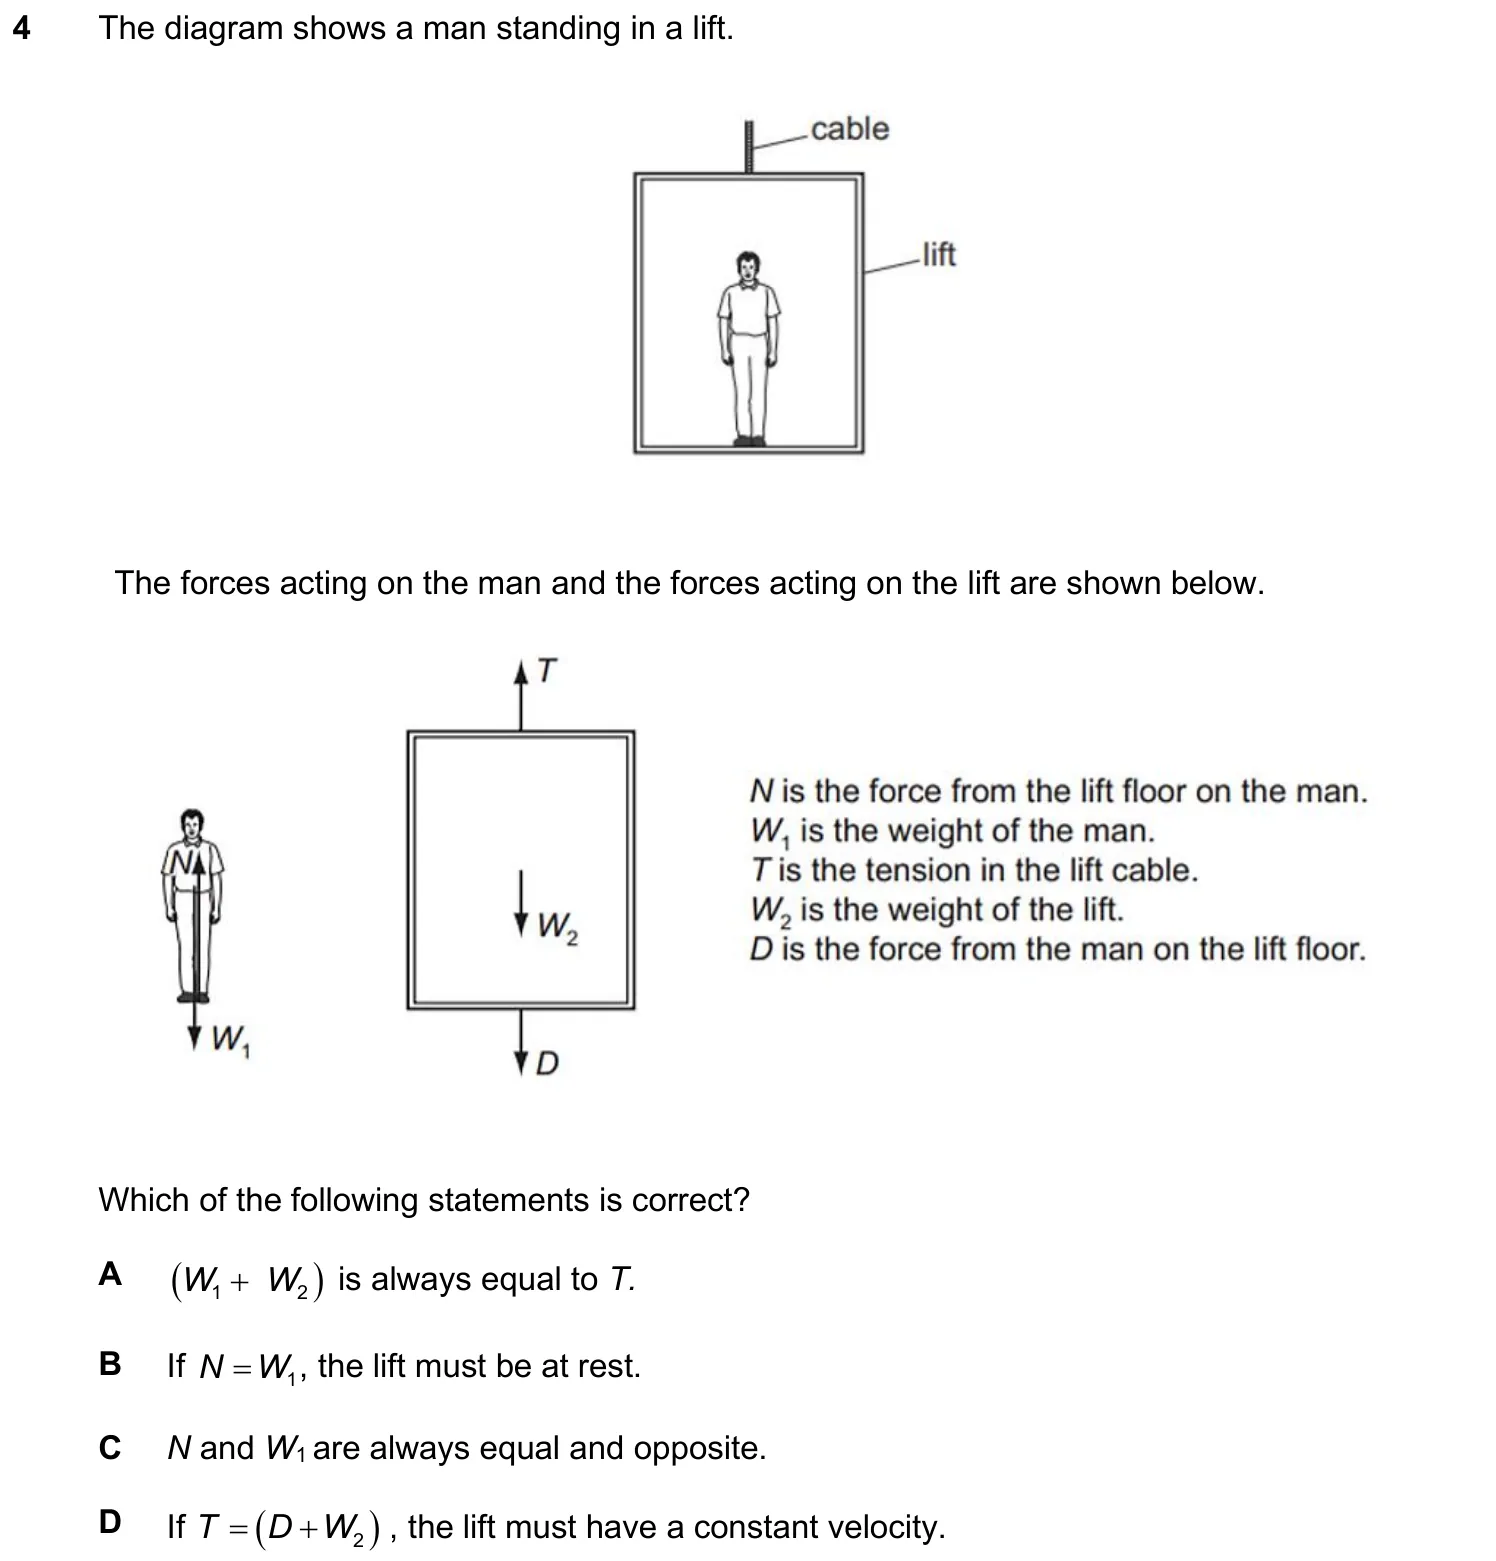 4 The diagram shows a man standing in a lift.
cable
lift
The forces acting on the man and the forces acting on the lift are shown below.
T
N
W₁
W₂
D
N is the force from the lift floor on the man.
W₁ is the weight of the man.
T is the tension in the lift cable.
W₂ is the weight of the lift.
D is the force from the man on the lift floor.
Which of the following statements is correct?
A (W₁ + W₂) is always equal to T.
B If N = W₁, the lift must be at rest.
C N and W₁ are always equal and opposite.
D If T = (D + W₂), the lift must have a constant velocity.